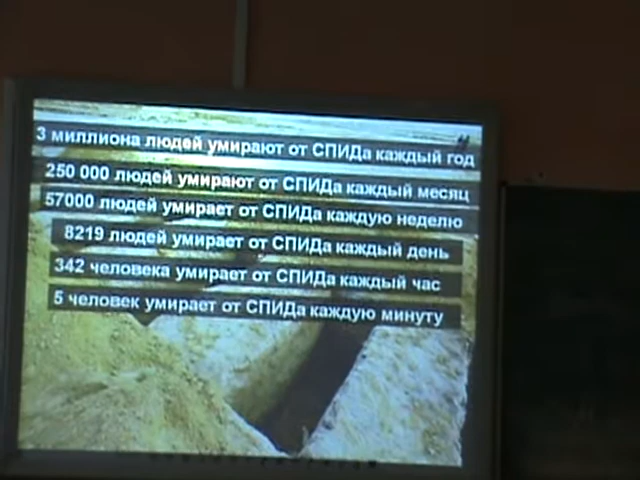 3 миллиона людей умирают от СПИДа каждый год
250 000 людей умирают от СПИДа каждый месяц
57000 людей умирает от СПИДа каждую неделю
8219 людей умирает от СПИДа каждый день
342 человека умирает от СПИДа каждый час
5 человек умирает от СПИДа каждую минуту